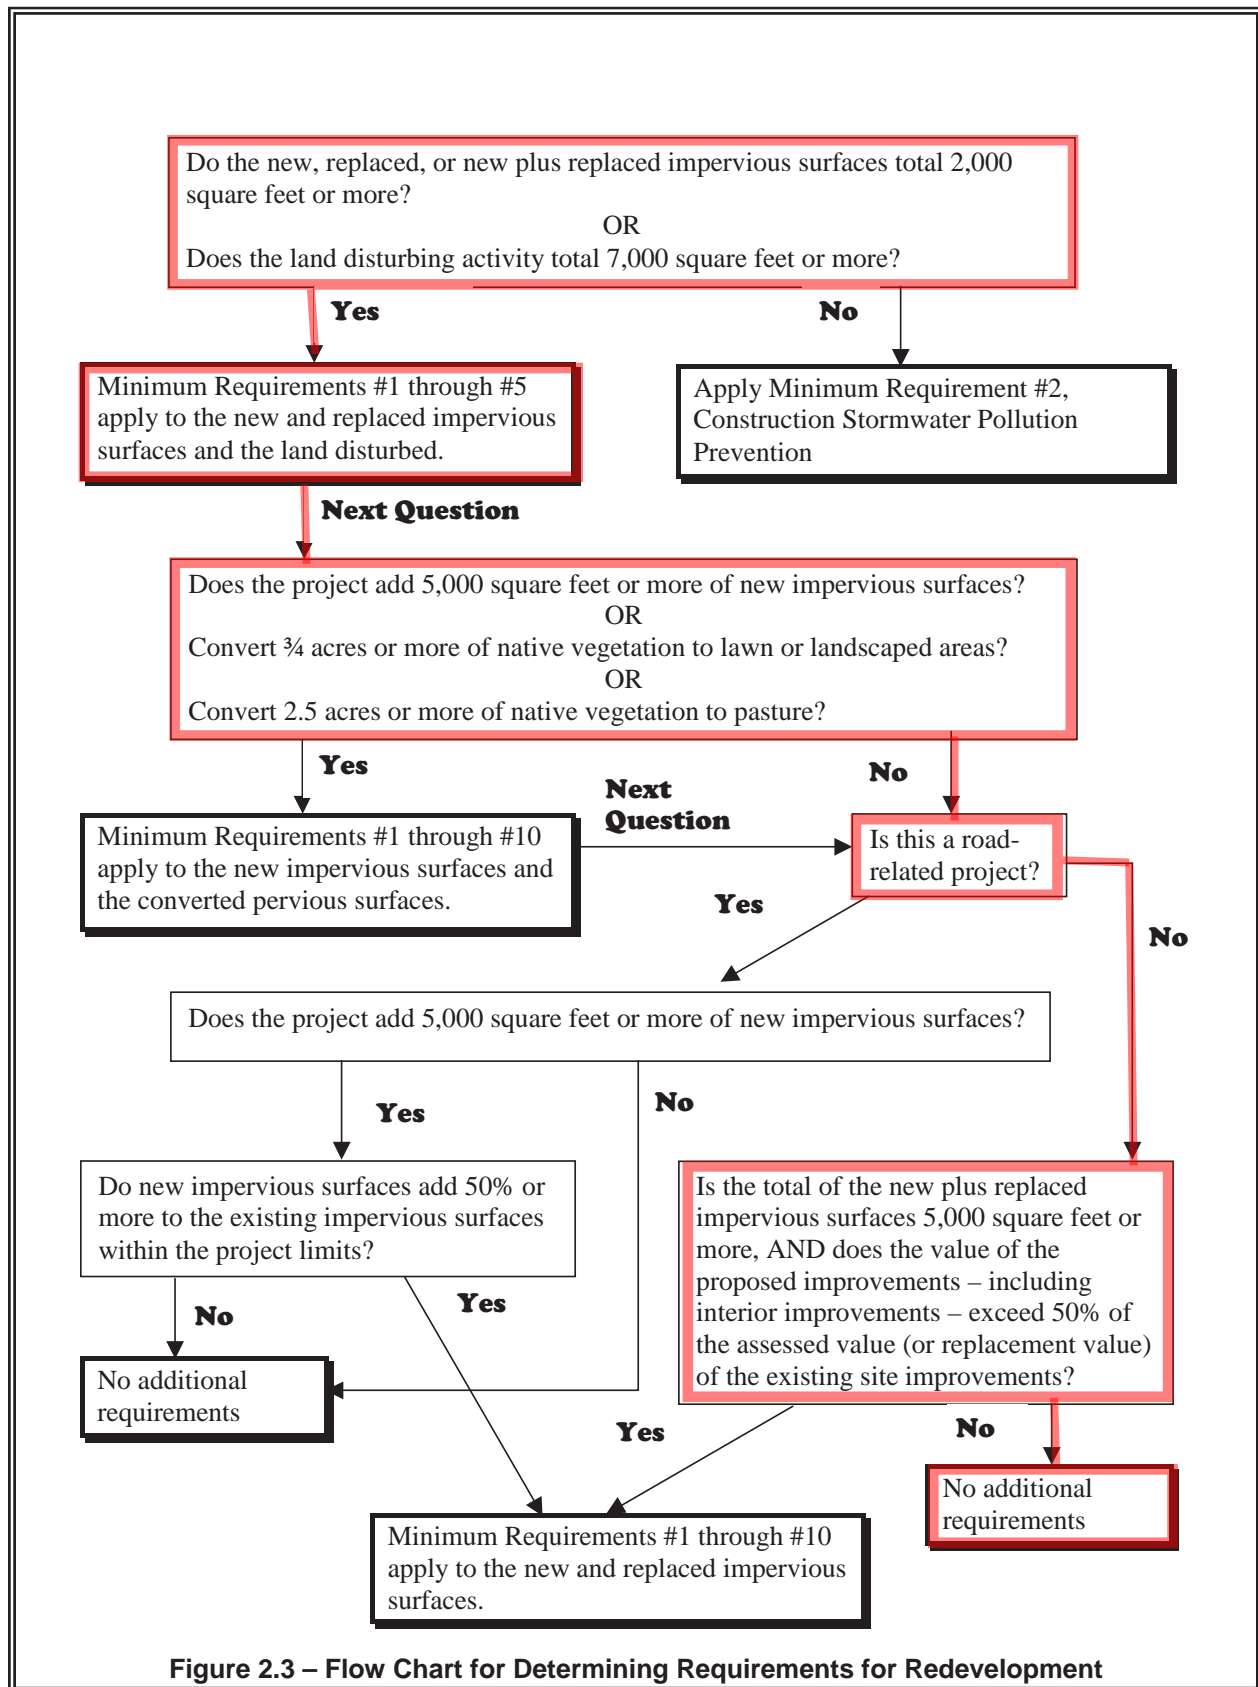 Do the new, replaced, or new plus replaced impervious surfaces total 2,000
square feet or more?
OR
Does the land disturbing activity total 7,000 square feet or more?
Yes
No
Minimum Requirements #1 through #5
apply to the new and replaced impervious
surfaces and the land disturbed.
Apply Minimum Requirement #2,
Construction Stormwater Pollution
Prevention
Next Question
Does the project add 5,000 square feet or more of new impervious surfaces?
OR
Convert ¾ acres or more of native vegetation to lawn or landscaped areas?
OR
Convert 2.5 acres or more of native vegetation to pasture?
Yes
No
Next
Question
Minimum Requirements #1 through #10
apply to the new impervious surfaces and
the converted pervious surfaces.
Is this a road-
related project?
Yes
No
Does the project add 5,000 square feet or more of new impervious surfaces?
Yes
No
Do new impervious surfaces add 50% or
more to the existing impervious surfaces
within the project limits?
Is the total of the new plus replaced
impervious surfaces 5,000 square feet or
more, AND does the value of the
proposed improvements – including
interior improvements – exceed 50% of
the assessed value (or replacement value)
of the existing site improvements?
No
Yes
No additional
requirements
Yes
No
No additional
requirements
Minimum Requirements #1 through #10
apply to the new and replaced impervious
surfaces.
Figure 2.3 – Flow Chart for Determining Requirements for Redevelopment